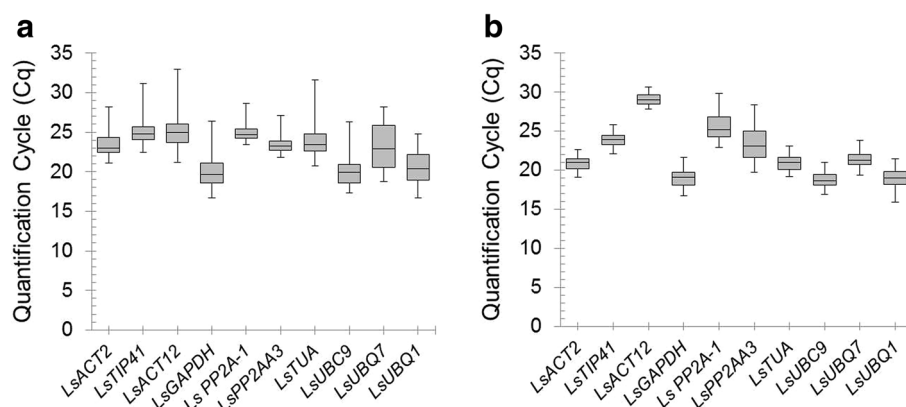 a
Quantification Cycle (Cq)
35
30
25
20
15
10
5
0
LsACT2
LsTIP41
LsACT12
LsGAPDH
LsPP2A-1
LsPP2AA3
LsTUA
LsUBC9
LsUBQ7
LsUBQ1
b
Quantification Cycle (Cq)
35
30
25
20
15
10
5
0
LsACT2
LsTIP41
LsACT12
LsGAPDH
Ls PP2A-1
LsPP2AA3
LsTUA
LsUBC9
LsUBQ7
LsUBQ1